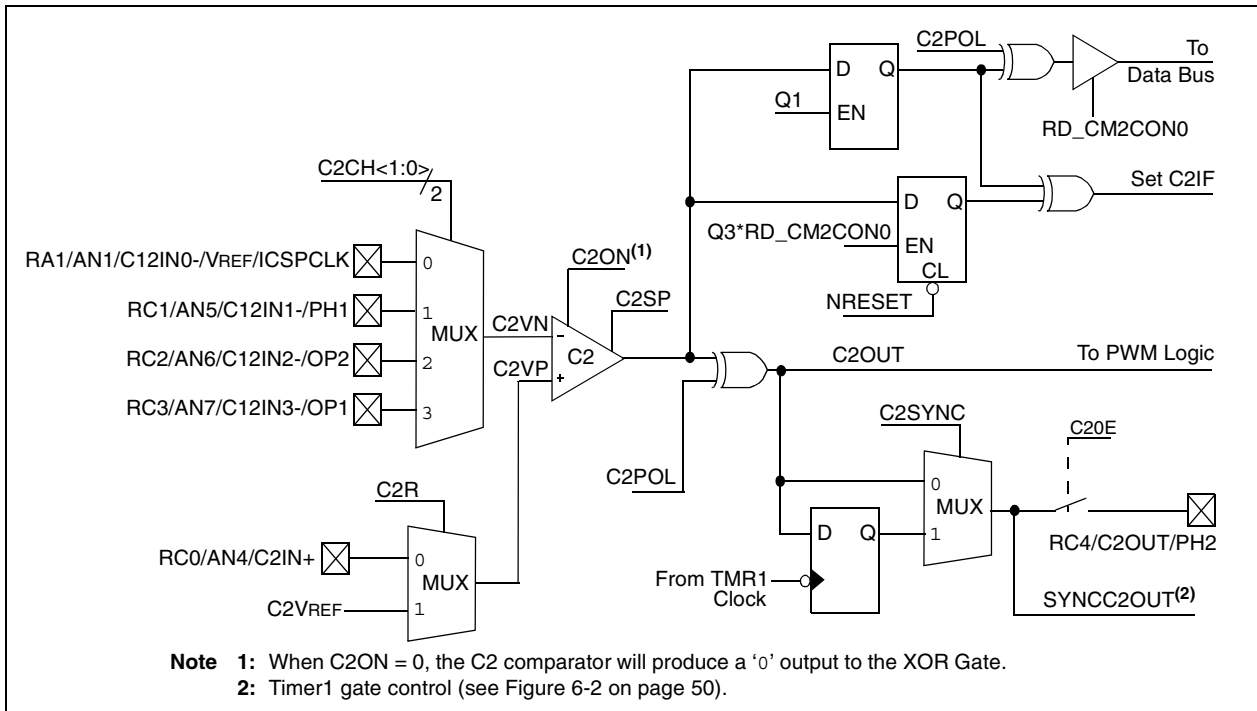 C2POL
To
Data Bus
RD_CM2CON0
D Q
Q1
EN
Set C2IF
D Q
Q3*RD_CM2CON0
EN
CL
NRESET
C2CH<1:0>
2
RA1/AN1/C12IN0-/VREF/ICSPCLK
0
RC1/AN5/C12IN1-/PH1
1
MUX
RC2/AN6/C12IN2-/OP2
2
RC3/AN7/C12IN3-/OP1
3
C2ON(1)
C2SP
C2VN
-
C2
C2VP
+
C2OUT
To PWM Logic
C2POL
C2SYNC
C20E
0
MUX
1
D Q
From TMR1
Clock
RC4/C2OUT/PH2
SYNCC2OUT(2)
C2R
RC0/AN4/C2IN+
0
MUX
C2VREF
1
Note 1: When C2ON = 0, the C2 comparator will produce a ‘0’ output to the XOR Gate.
2: Timer1 gate control (see Figure 6-2 on page 50).